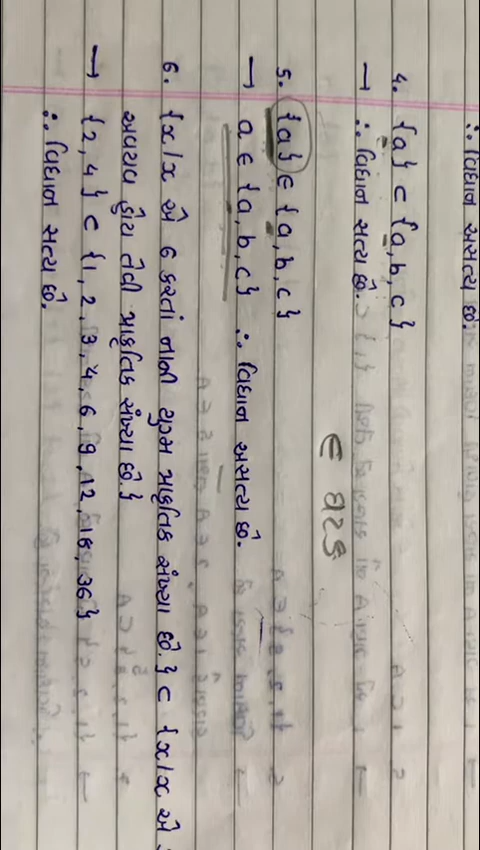 ∴ વિધાન અસત્ય છે.
4. {a} ⊂ {a, b, c}
→ ∴ વિધાન સત્ય છે.
∈ ઘટક
5. {a} ∈ {a, b, c}
→ a ∈ {a, b, c} ∴ વિધાન અસત્ય છે.
6. {x/x એ 6 કરતાં નાની યુગ્મ પ્રાકૃતિક સંખ્યા છે.} ⊂ {x/x એ
અવયવ હોય તેવી પ્રાકૃતિક સંખ્યા છે.}
→ {2, 4} ⊂ {1, 2, 3, 4, 6, 9, 12, 18, 36}
∴ વિધાન સત્ય છે.